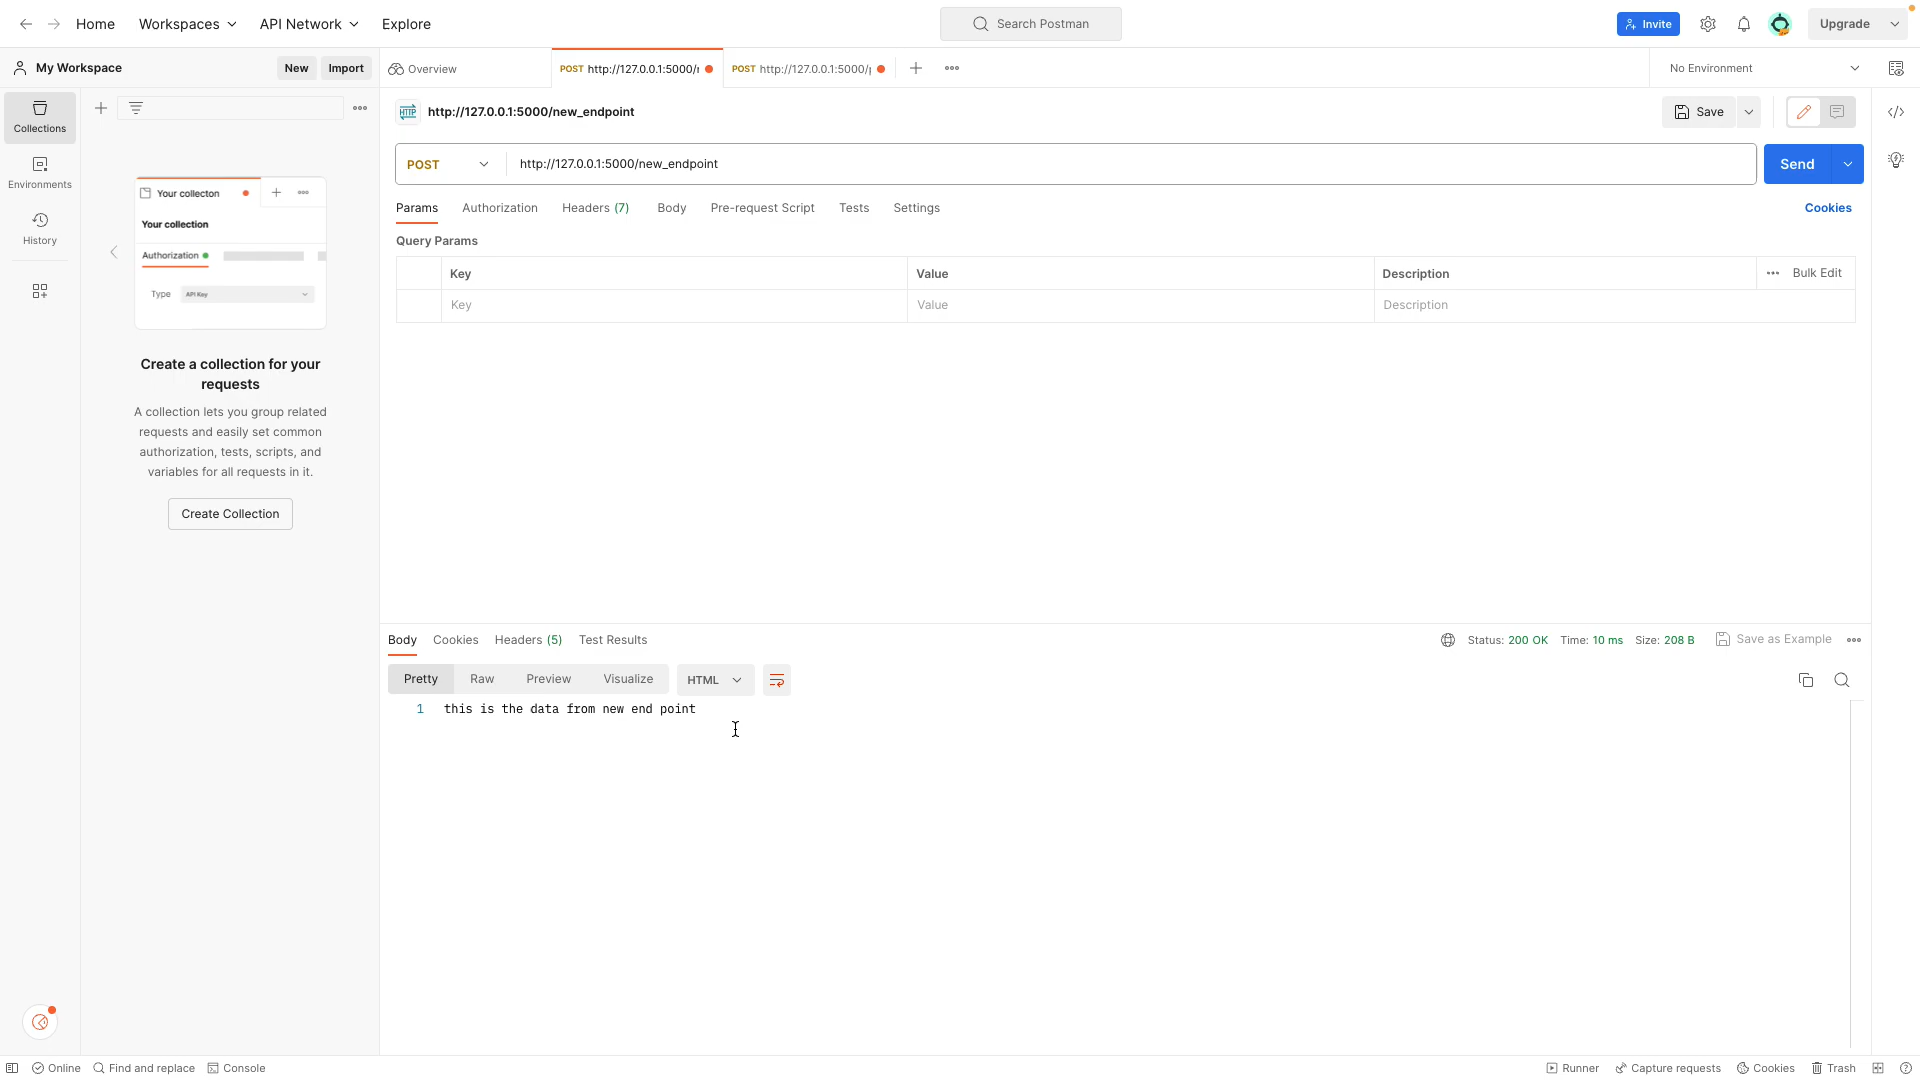 Home
Workspaces
API Network
Explore
Search Postman
Invite
Upgrade
My Workspace
New
Import
Overview
POST http://127.0.0.1:5000/
POST http://127.0.0.1:5000/
No Environment
Collections
Environments
History
Your collecton
Your collection
Authorization
Type
API Key
Create a collection for your
requests
A collection lets you group related
requests and easily set common
authorization, tests, scripts, and
variables for all requests in it.
Create Collection
HTTP
http://127.0.0.1:5000/new_endpoint
Save
POST
http://127.0.0.1:5000/new_endpoint
Send
Params
Authorization
Headers (7)
Body
Pre-request Script
Tests
Settings
Cookies
Query Params
Key
Value
Description
Bulk Edit
Key
Value
Description
Body
Cookies
Headers (5)
Test Results
Status: 200 OK
Time: 10 ms
Size: 208 B
Save as Example
Pretty
Raw
Preview
Visualize
HTML
1
this is the data from new end point
Online
Find and replace
Console
Runner
Capture requests
Cookies
Trash